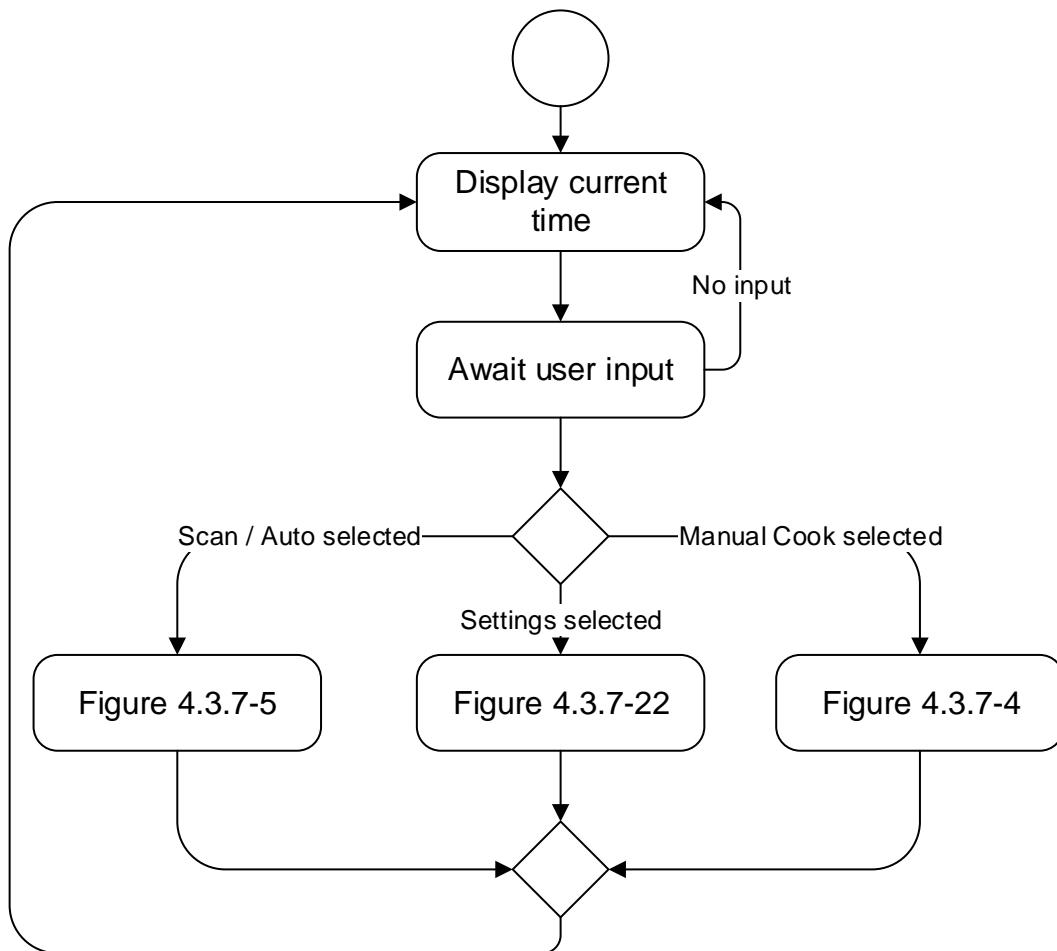 Display current
time
No input
Await user input
Scan / Auto selected
Manual Cook selected
Settings selected
Figure 4.3.7-5
Figure 4.3.7-22
Figure 4.3.7-4